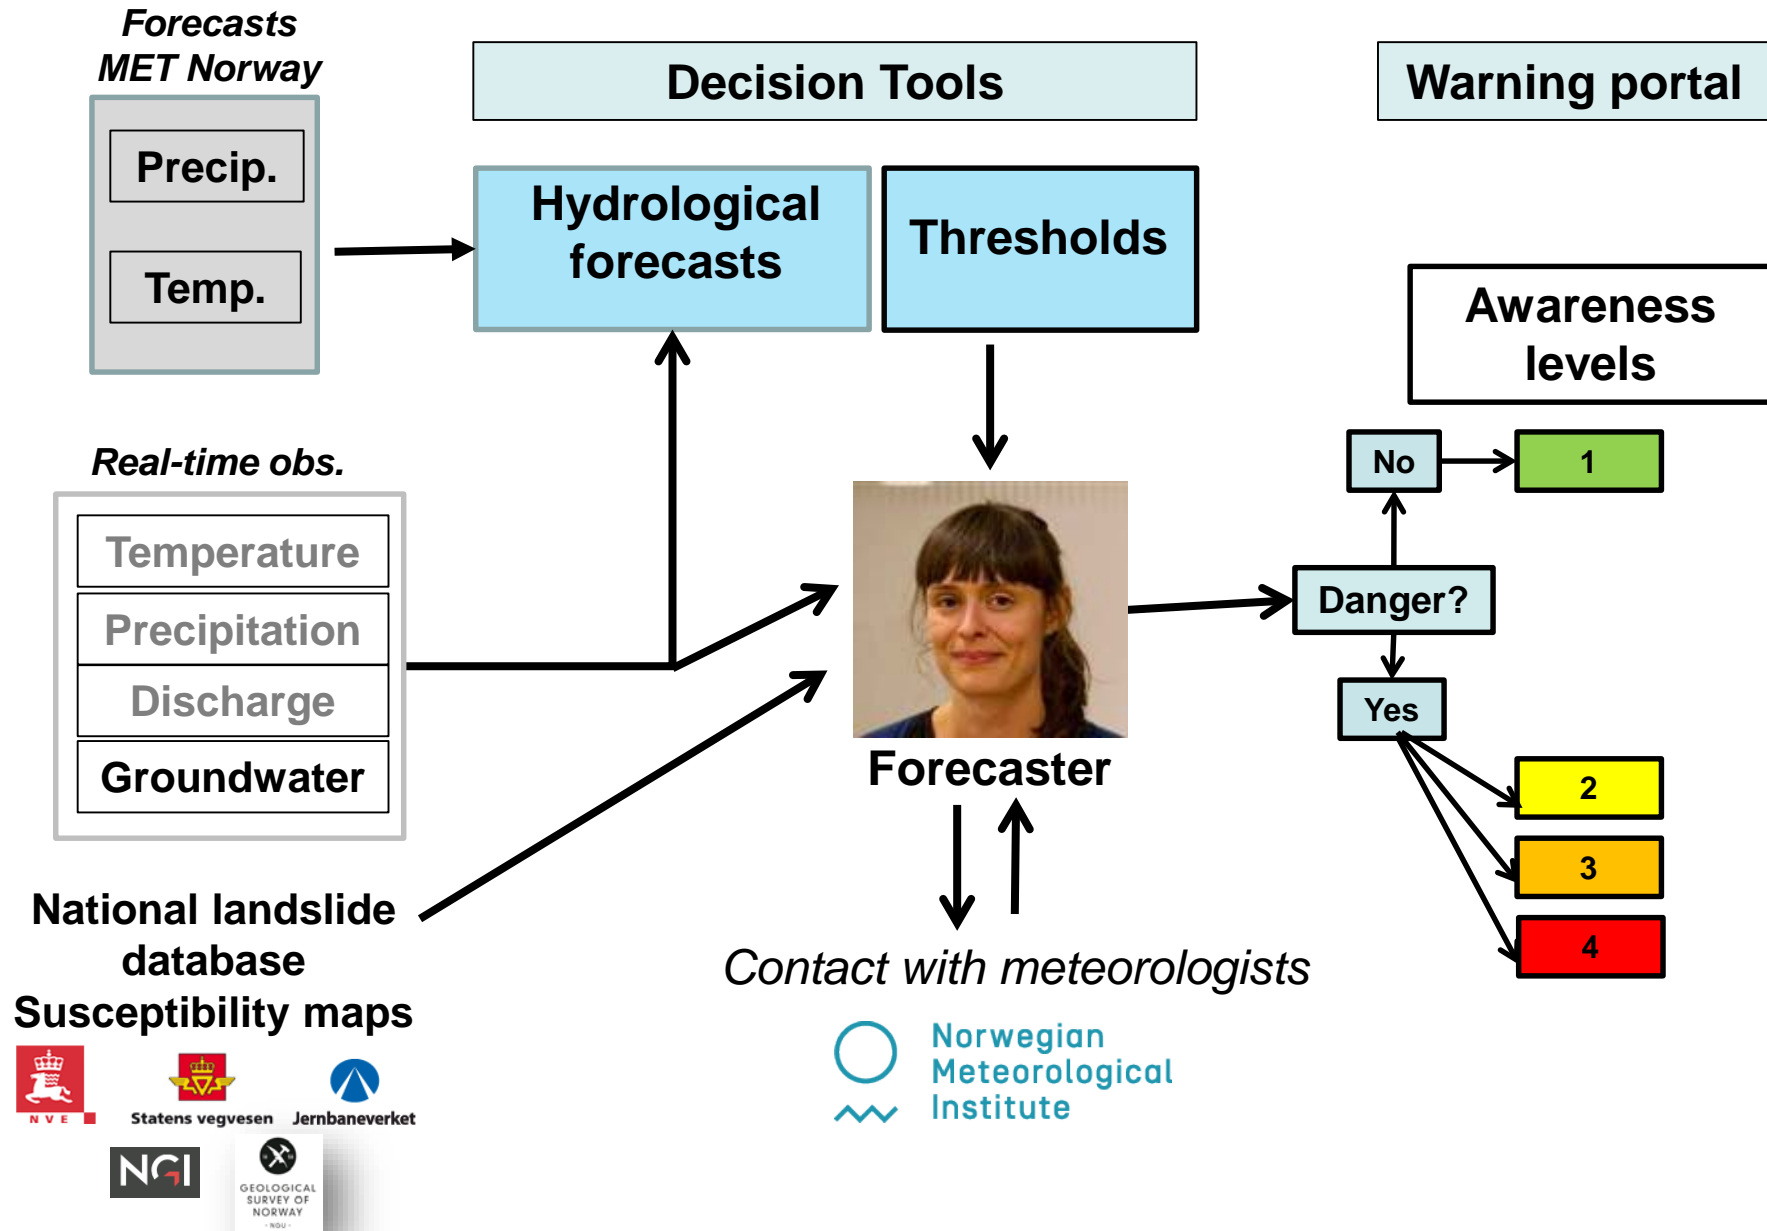 Forecasts
MET Norway
Precip.
Temp.
Decision Tools
Hydrological
forecasts
Thresholds
Warning portal
Awareness
levels
Real-time obs.
Temperature
Precipitation
Discharge
Groundwater
National landslide
database
Susceptibility maps
NVE
Statens vegvesen
Jernbaneverket
NGI
GEOLOGICAL
SURVEY OF
NORWAY
- NGU -
Forecaster
Contact with meteorologists
Norwegian
Meteorological
Institute
No
1
Danger?
Yes
2
3
4